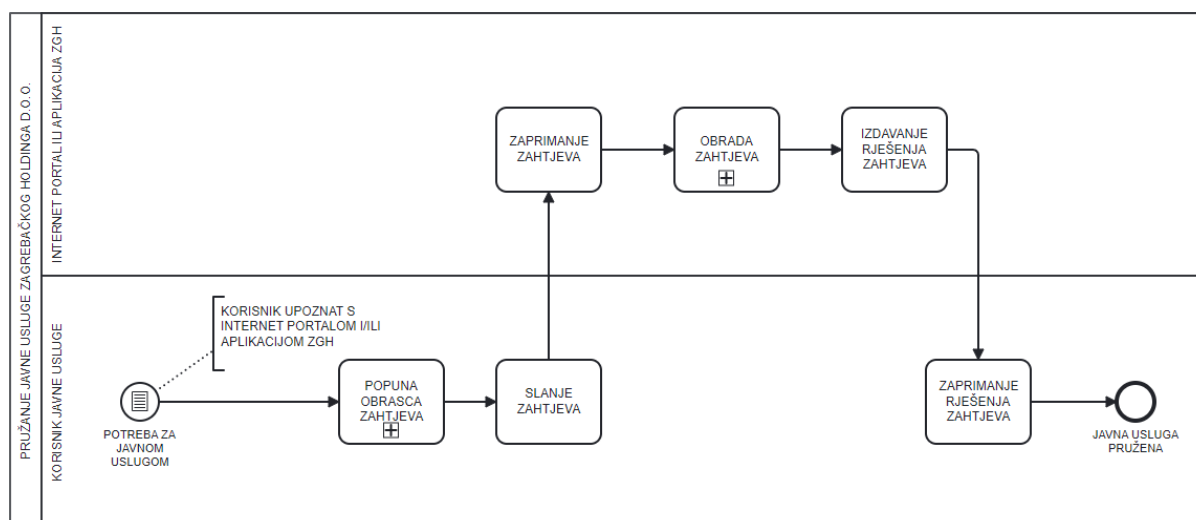 PRUŽANJE JAVNE USLUGE ZAGREBAČKOG HOLDINGA D.O.O.
INTERNET PORTAL ILI APLIKACIJA ZGH
ZAPRIMANJE
ZAHTJEVA
OBRADA
ZAHTJEVA
IZDAVANJE
RJEŠENJA
ZAHTJEVA
KORISNIK JAVNE USLUGE
KORISNIK UPOZNAT S
INTERNET PORTALOM I/ILI
APLIKACIJOM ZGH
POTREBA ZA
JAVNOM
USLUGOM
POPUNA
OBRASCA
ZAHTJEVA
SLANJE
ZAHTJEVA
ZAPRIMANJE
RJEŠENJA
ZAHTJEVA
JAVNA USLUGA
PRUŽENA